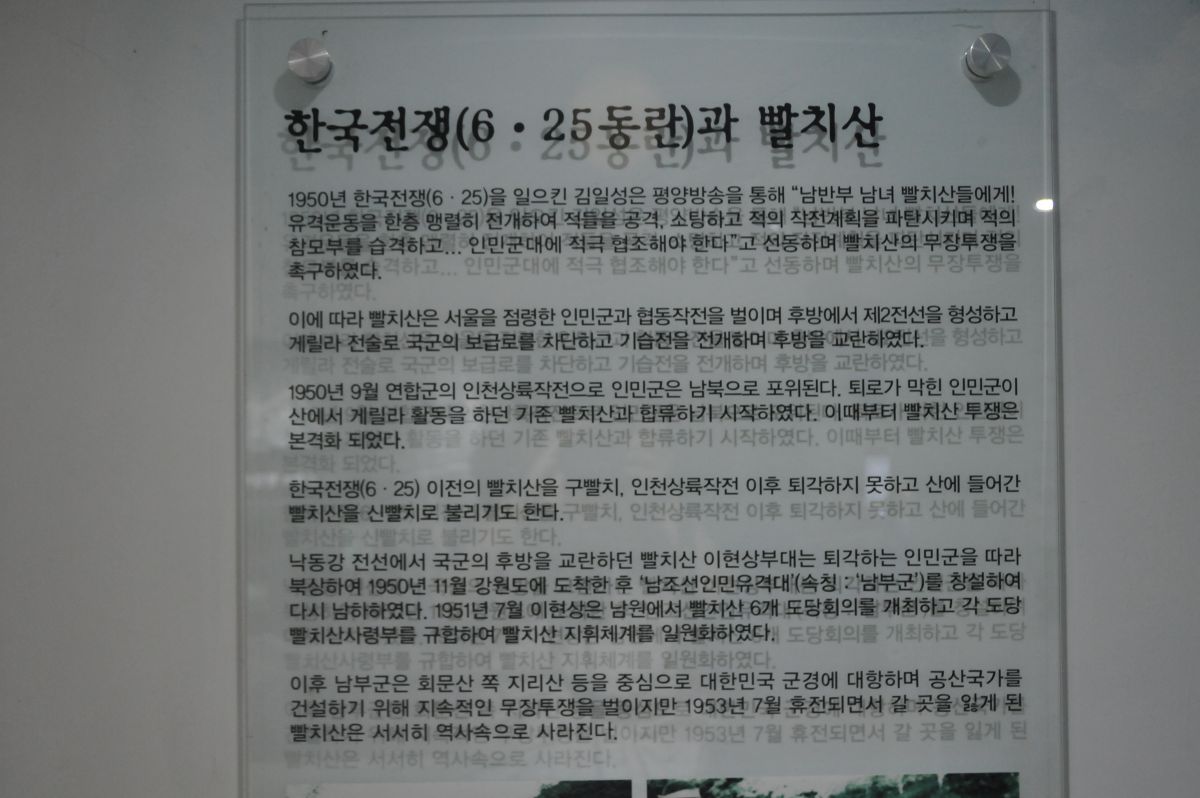 한국전쟁(6·25동란)과 빨치산
1950년 한국전쟁(6·25)을 일으킨 김일성은 평양방송을 통해 “남반부 남녀 빨치산들에게!
유격운동을 한층 맹렬히 전개하여 적들을 공격, 소탕하고 적의 작전계획을 파탄시키며 적의
참모부를 습격하고... 인민군대에 적극 협조해야 한다”고 선동하며 빨치산의 무장투쟁을
촉구하였다.
이에 따라 빨치산은 서울을 점령한 인민군과 협동작전을 벌이며 후방에서 제2전선을 형성하고
게릴라 전술로 국군의 보급로를 차단하고 기습전을 전개하며 후방을 교란하였다.
1950년 9월 연합군의 인천상륙작전으로 인민군은 남북으로 포위된다. 퇴로가 막힌 인민군이
산에서 게릴라 활동을 하던 기존 빨치산과 합류하기 시작하였다. 이때부터 빨치산 투쟁은
본격화 되었다.
한국전쟁(6·25) 이전의 빨치산을 구빨치, 인천상륙작전 이후 퇴각하지 못하고 산에 들어간
빨치산을 신빨치로 불리기도 한다.
낙동강 전선에서 국군의 후방을 교란하던 빨치산 이현상부대는 퇴각하는 인민군을 따라
북상하여 1950년 11월 강원도에 도착한 후 ‘남조선인민유격대’(속칭 : ‘남부군’)를 창설하여
다시 남하하였다. 1951년 7월 이현상은 남원에서 빨치산 6개 도당회의를 개최하고 각 도당
빨치산사령부를 규합하여 빨치산 지휘체계를 일원화하였다.
이후 남부군은 회문산 쪽 지리산 등을 중심으로 대한민국 군경에 대항하며 공산국가를
건설하기 위해 지속적인 무장투쟁을 벌이지만 1953년 7월 휴전되면서 갈 곳을 잃게 된
빨치산은 서서히 역사속으로 사라진다.